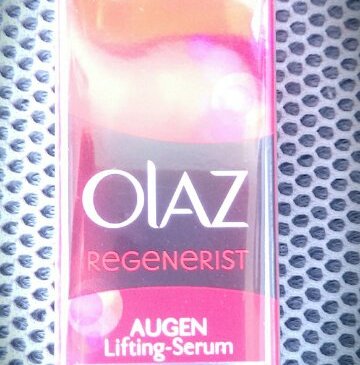 OlAZ
REGENERIST
AUGEN
Lifting-Serum